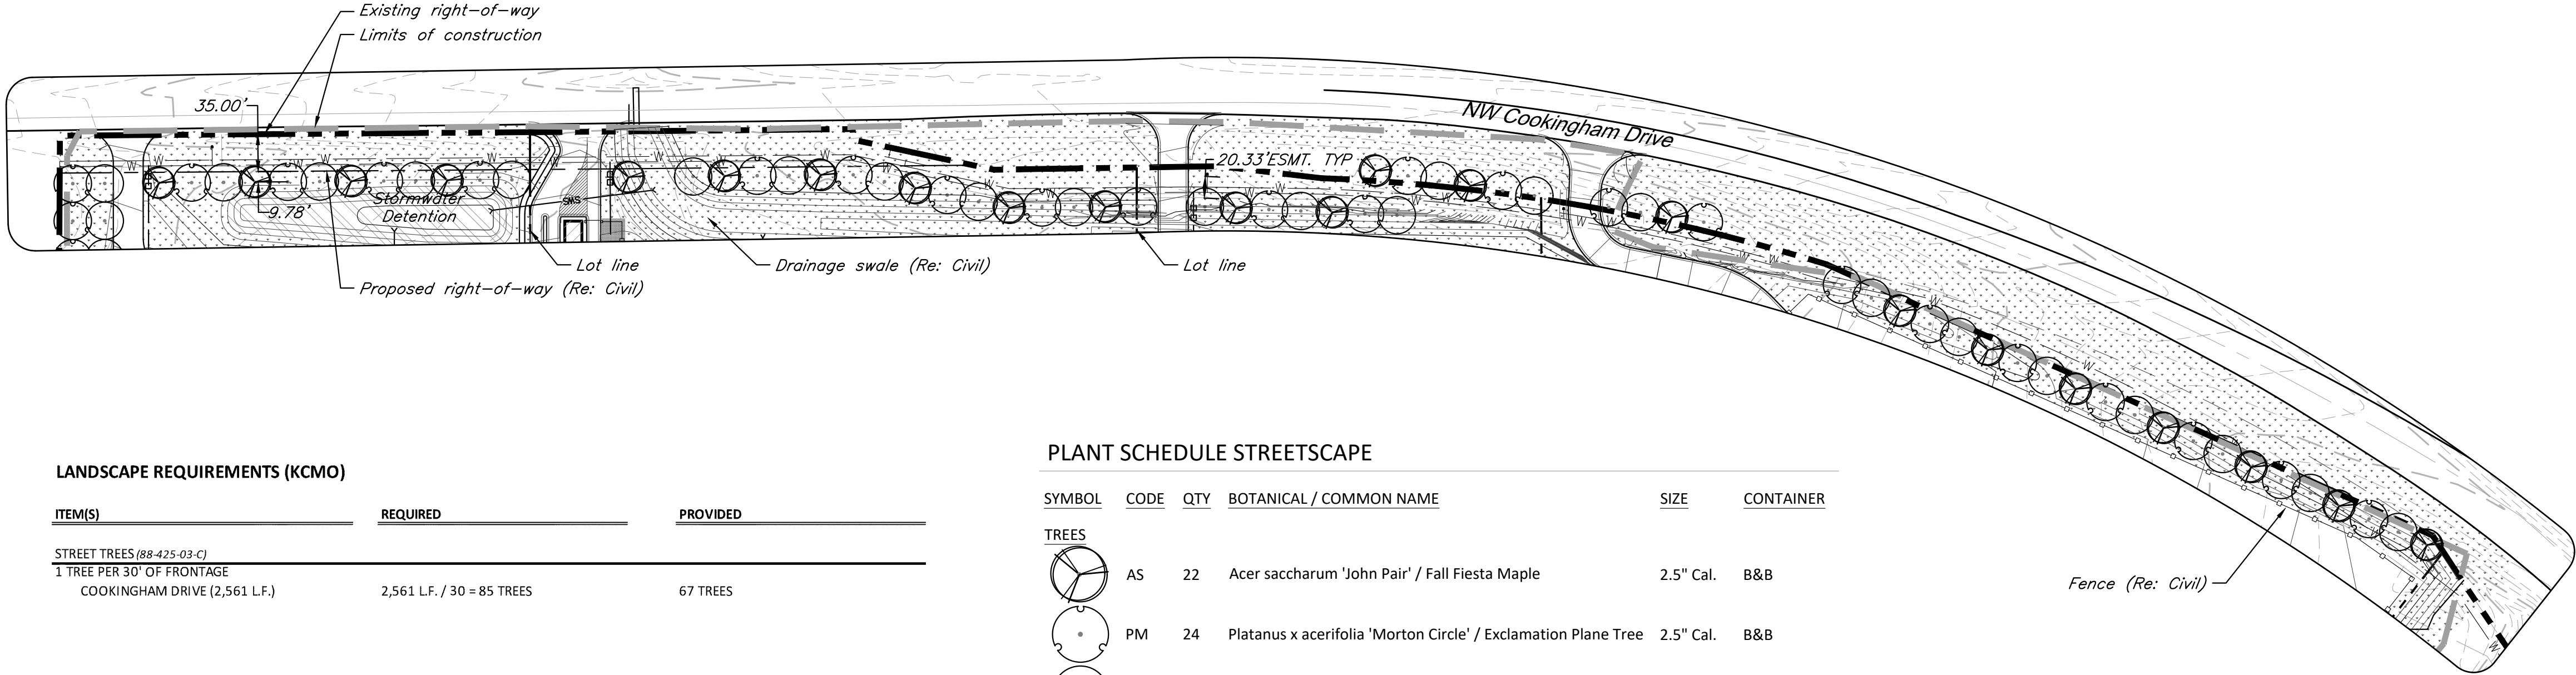 Existing right-of-way
Limits of construction
35.00'
NW Cookingham Drive
20.33'ESMT. TYP
9.78'
Stormwater
Detention
SMS
Lot line
Drainage swale (Re: Civil)
Lot line
Proposed right-of-way (Re: Civil)
W W W W W W W W W W W W W W W W W W
LANDSCAPE REQUIREMENTS (KCMO)
ITEM(S) REQUIRED PROVIDED
STREET TREES (88-425-03-C)
1 TREE PER 30' OF FRONTAGE
COOKINGHAM DRIVE (2,561 L.F.) 2,561 L.F. / 30 = 85 TREES 67 TREES
PLANT SCHEDULE STREETSCAPE
SYMBOL CODE QTY BOTANICAL / COMMON NAME SIZE CONTAINER
TREES
AS 22 Acer saccharum 'John Pair' / Fall Fiesta Maple 2.5" Cal. B&B
PM 24 Platanus x acerifolia 'Morton Circle' / Exclamation Plane Tree 2.5" Cal. B&B
Fence (Re: Civil)